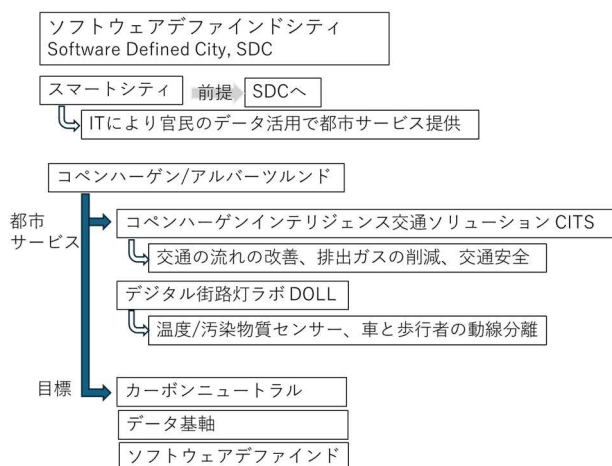 ソフトウェアデファインドシティ
Software Defined City, SDC
スマートシティ 前提 SDCへ
ITにより官民のデータ活用で都市サービス提供
コペンハーゲン/アルバーツルンド
都市
サービス
コペンハーゲンインテリジェンス交通ソリューション CITS
交通の流れの改善、排出ガスの削減、交通安全
デジタル街路灯ラボ DOLL
温度/汚染物質センサー、車と歩行者の動線分離
目標
カーボンニュートラル
データ基軸
ソフトウェアデファインド